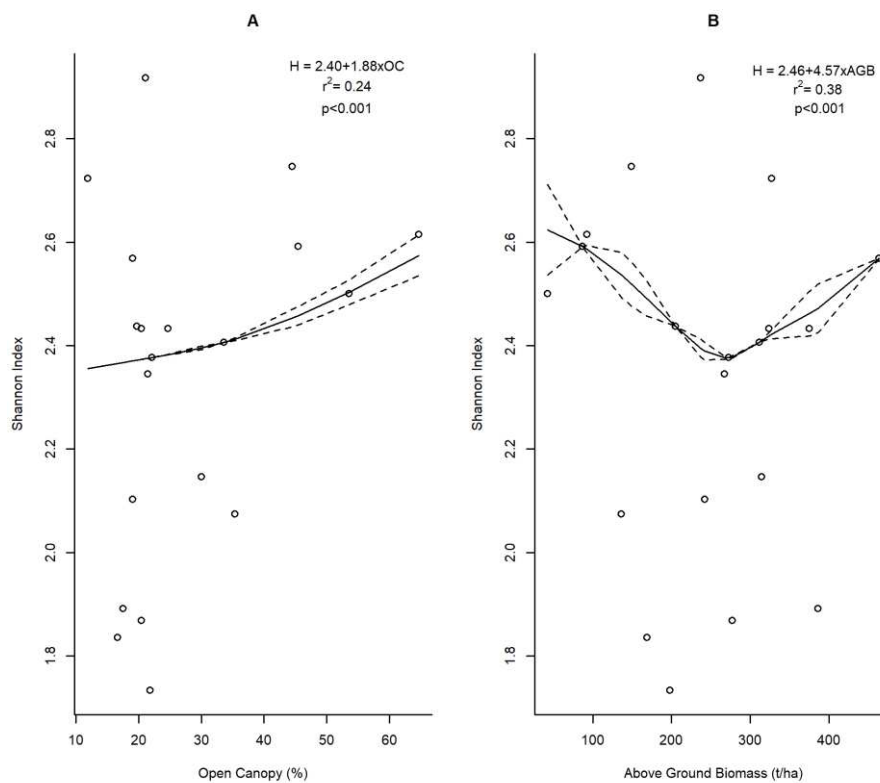 A
H = 2.40+1.88xOC
r2= 0.24
p<0.001
Shannon Index
2.8
2.6
2.4
2.2
2.0
1.8
10 20 30 40 50 60
Open Canopy (%)
B
H = 2.46+4.57xAGB
r2= 0.38
p<0.001
Shannon Index
2.8
2.6
2.4
2.2
2.0
1.8
100 200 300 400
Above Ground Biomass (t/ha)